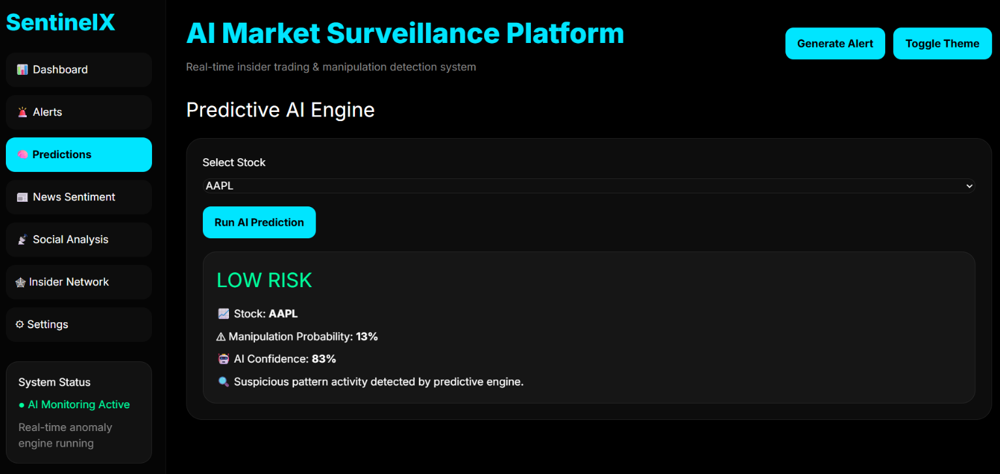 SentinelX
📊 Dashboard
🚨 Alerts
🧠 Predictions
📰 News Sentiment
📡 Social Analysis
🕸 Insider Network
⚙ Settings
System Status
● AI Monitoring Active
Real-time anomaly
engine running
AI Market Surveillance Platform
Real-time insider trading & manipulation detection system
Generate Alert
Toggle Theme
Predictive AI Engine
Select Stock
AAPL
Run AI Prediction
LOW RISK
📈 Stock: AAPL
⚠ Manipulation Probability: 13%
🤖 AI Confidence: 83%
🔍 Suspicious pattern activity detected by predictive engine.